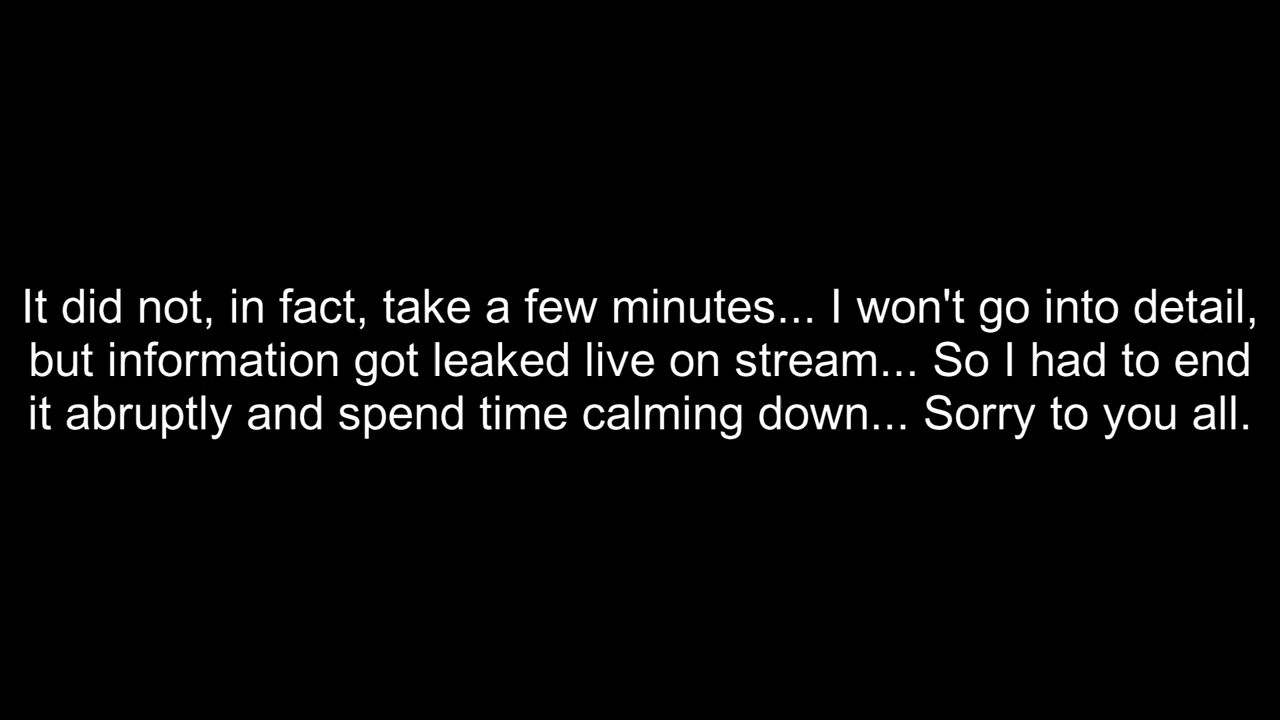 It did not, in fact, take a few minutes... I won't go into detail,
but information got leaked live on stream... So I had to end
it abruptly and spend time calming down... Sorry to you all.